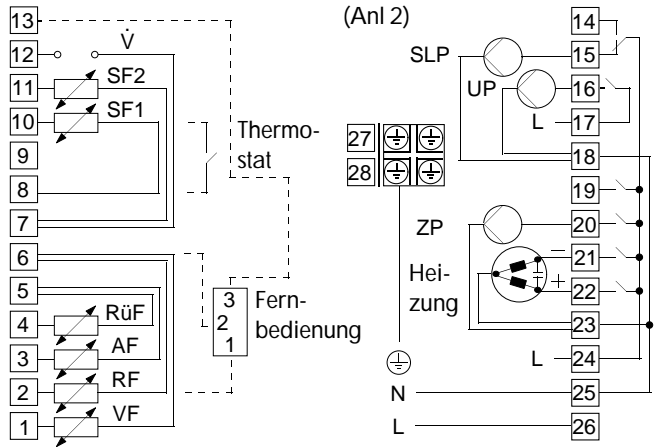 (Anl 2)
13
12
V̇
11
SF2
10
SF1
9
8
7
6
5
4
RüF
3
AF
2
RF
1
VF
Thermo-
stat
3
2
1
Fern-
bedienung
27
28
SLP
UP
L
ZP
Hei-
zung
−
+
L
N
L
14
15
16
17
18
19
20
21
22
23
24
25
26